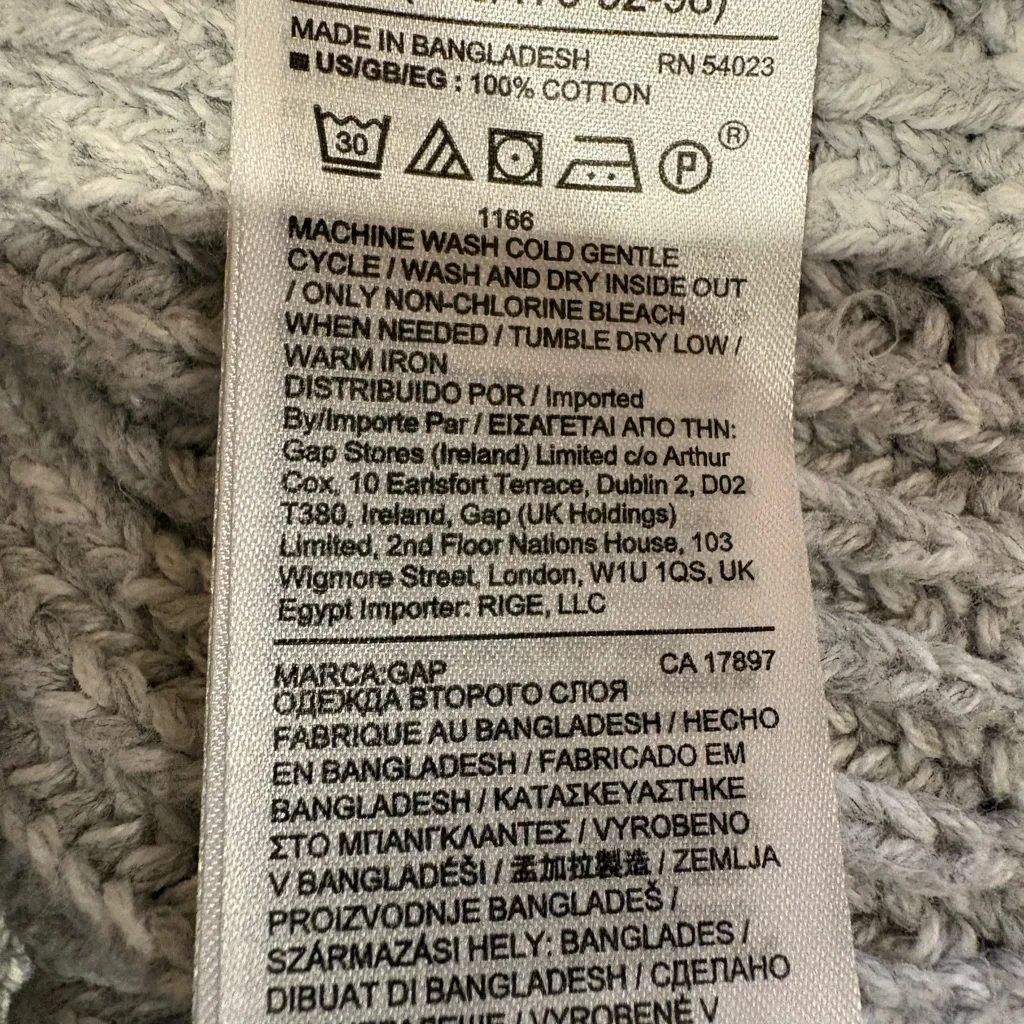 MADE IN BANGLADESH RN 54023
■ US/GB/EG : 100% COTTON
30 P ®
1166
MACHINE WASH COLD GENTLE
CYCLE / WASH AND DRY INSIDE OUT
/ ONLY NON-CHLORINE BLEACH
WHEN NEEDED / TUMBLE DRY LOW /
WARM IRON
DISTRIBUIDO POR / Imported
By/Importe Par / ΕΙΣΑΓΕΤΑΙ ΑΠΟ ΤΗΝ:
Gap Stores (Ireland) Limited c/o Arthur
Cox, 10 Earlsfort Terrace, Dublin 2, D02
T380, Ireland, Gap (UK Holdings)
Limited, 2nd Floor Nations House, 103
Wigmore Street, London, W1U 1QS, UK
Egypt Importer: RIGE, LLC
MARCA:GAP CA 17897
ОДЕЖДА ВТОРОГО СЛОЯ
FABRIQUE AU BANGLADESH / HECHO
EN BANGLADESH / FABRICADO EM
BANGLADESH / ΚΑΤΑΣΚΕΥΑΣΤΗΚΕ
ΣΤΟ ΜΠΑΝΓΚΛΑΝΤΕΣ / VYROBENO
V BANGLADÉŠI / 孟加拉製造 / ZEMLJA
PROIZVODNJE BANGLADEŠ /
SZÁRMAZÁSI HELY: BANGLADES /
DIBUAT DI BANGLADESH / СДЕЛАНО
/ VYROBENÉ V